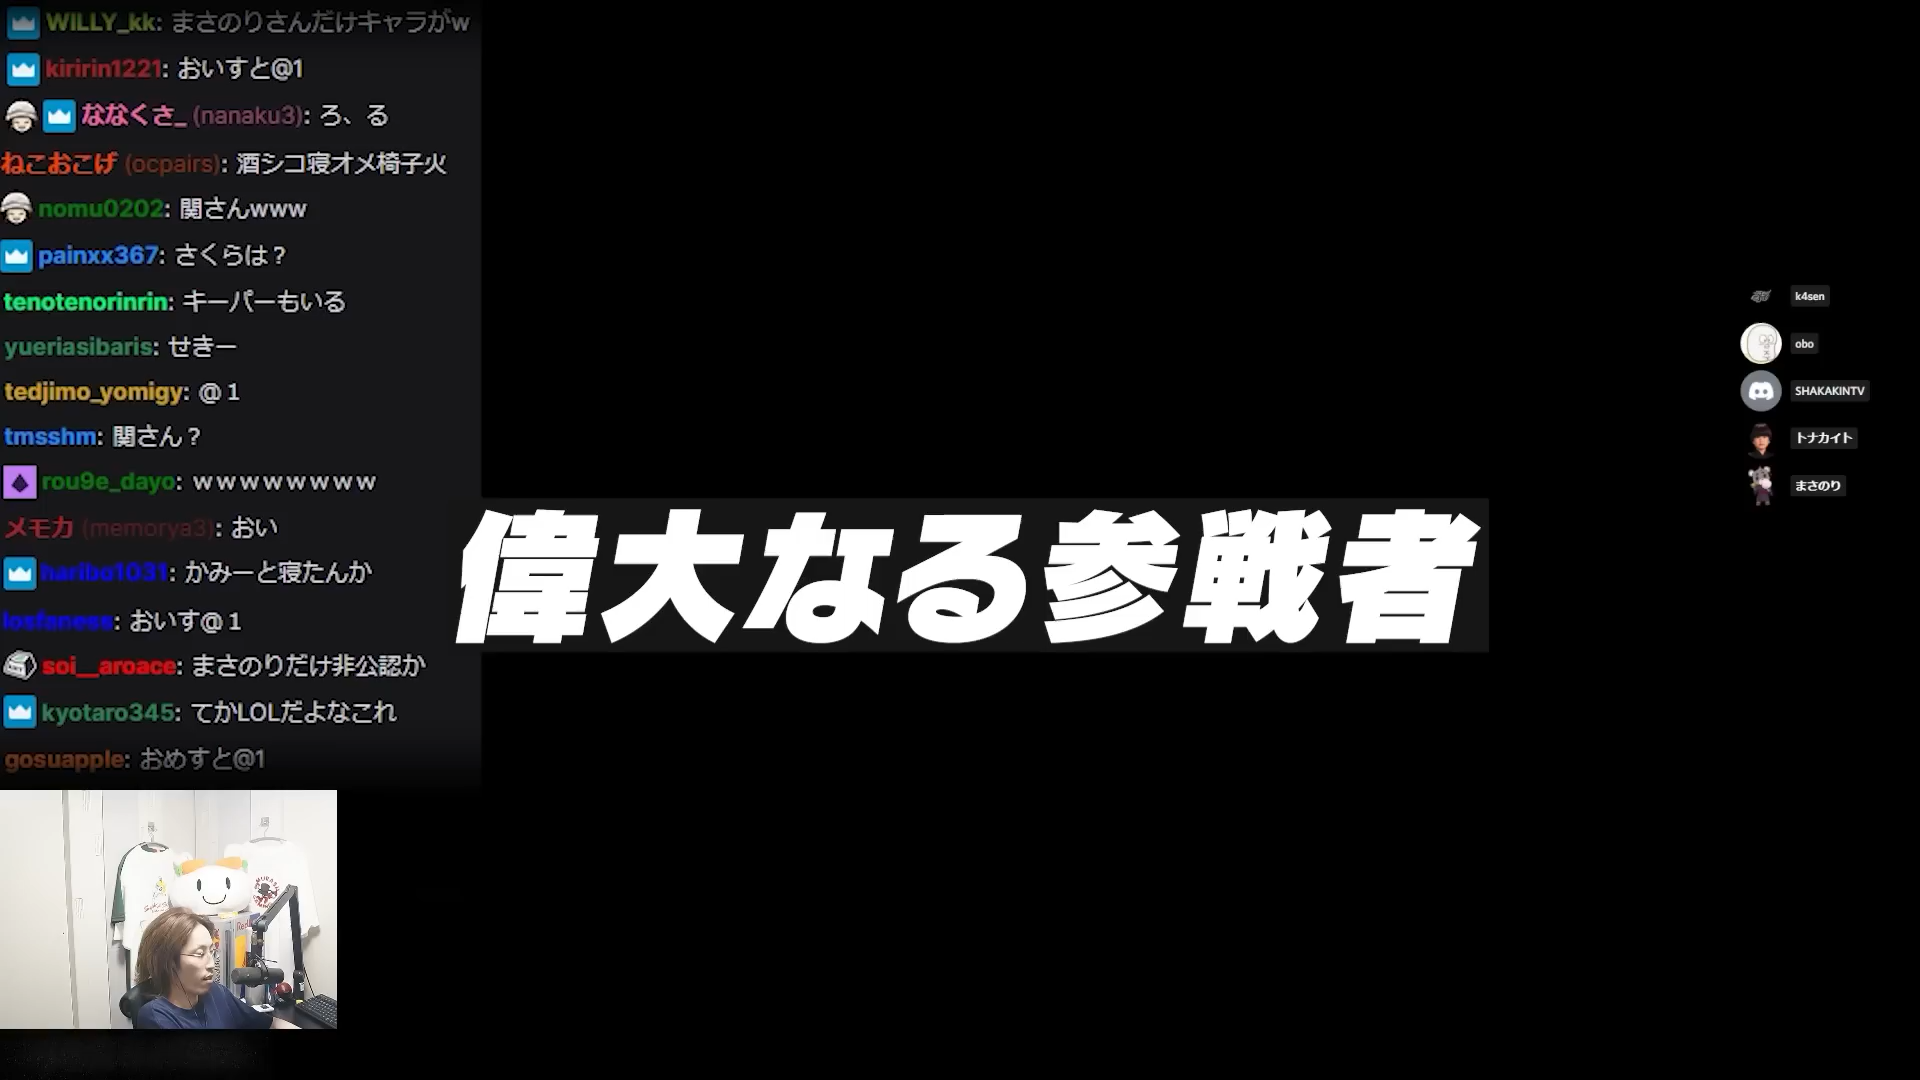 WILLY_kk: まさのりさんだけキャラがw
kiririn1221: おいすと@1
ななくさ_ (nanaku3): ろ、る
ねこおこげ (ocpairs): 酒シコ寝オメ椅子火
nomu0202: 関さんwww
painxx367: さくらは？
tenotenorinrin: キーパーもいる
yueriasibaris: せきー
tedjimo_yomigy: @１
tmsshm: 関さん？
rou9e_dayo: ｗｗｗｗｗｗｗｗ
メモカ (memorya3): おい
haribo1031: かみーと寝たんか
losfaness: おいす@１
soi__aroace: まさのりだけ非公認か
kyotaro345: てかLOLだよなこれ
gosuapple: おめすと@1
偉大なる参戦者
k4sen
obo
SHAKAKINTV
トナカイト
まさのり